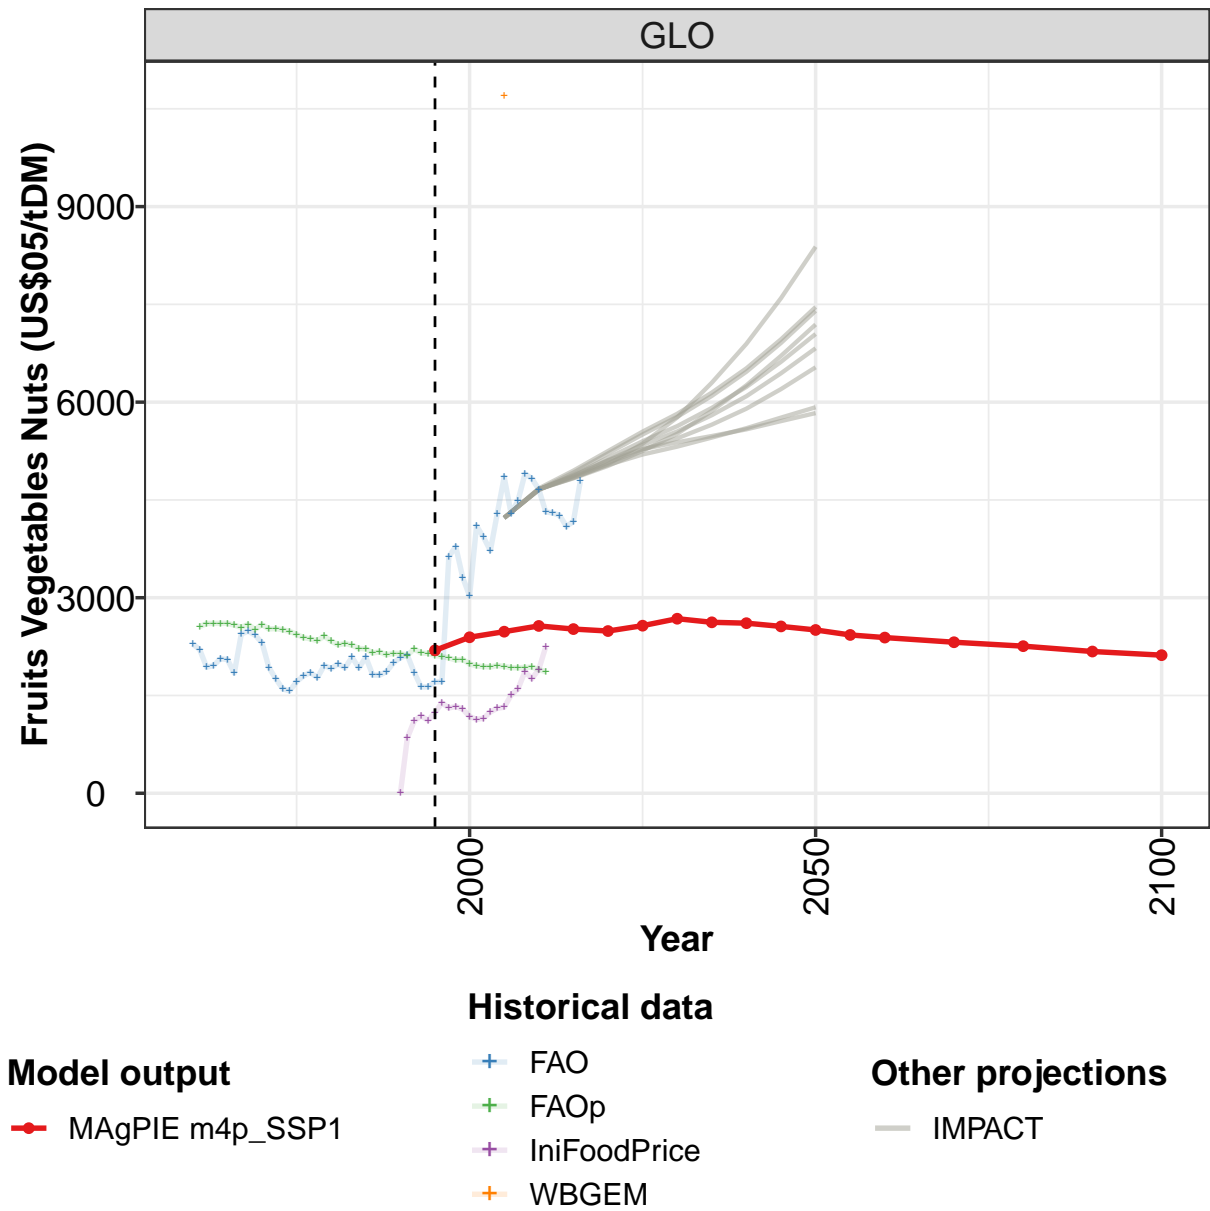 GLO
Fruits Vegetables Nuts (US$05/tDM)
9000
6000
3000
0
2000
2050
2100
Year
Historical data
FAO
FAOp
IniFoodPrice
WBGEM
Model output
MAgPIE m4p_SSP1
Other projections
IMPACT